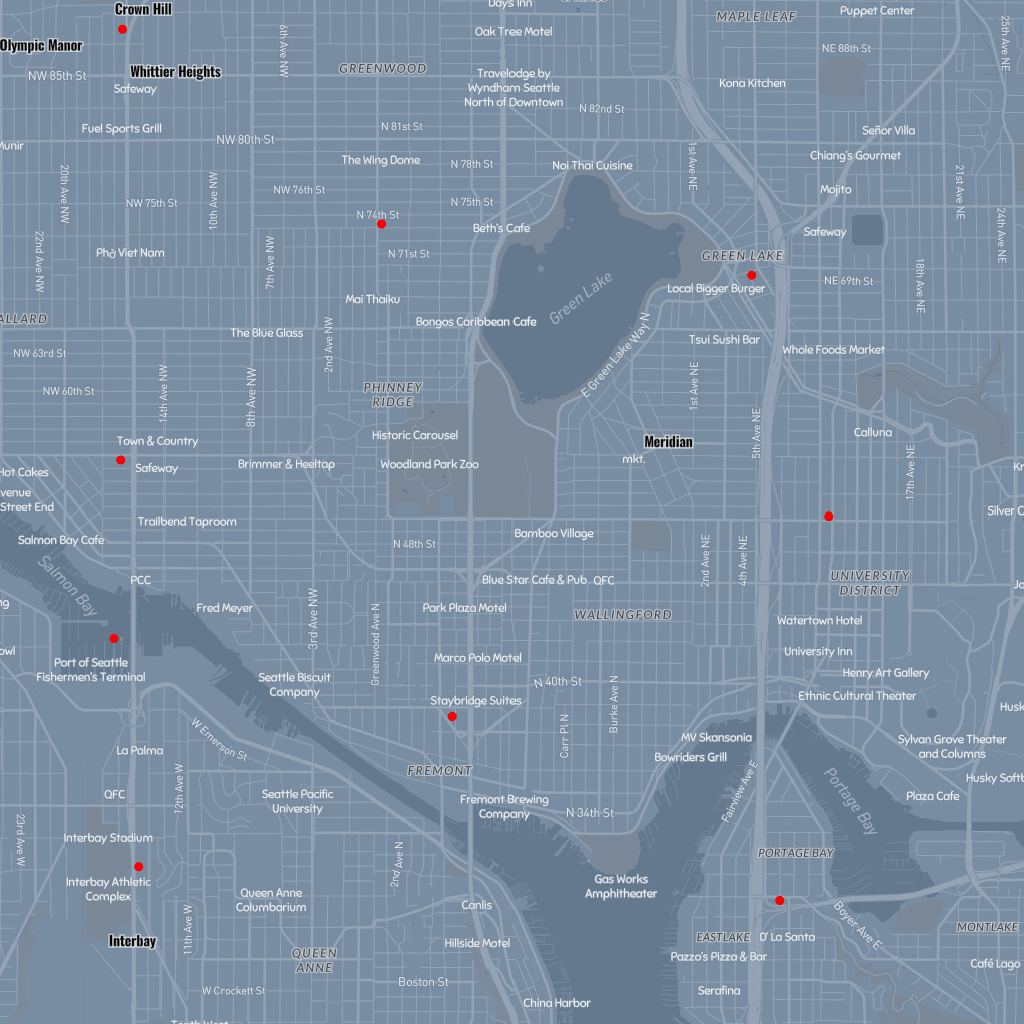 Days Inn
Crown Hill
MAPLE LEAF
Puppet Center
Oak Tree Motel
6th Ave NW
25th Ave NE
Olympic Manor
NE 88th St
GREENWOOD
Whittier Heights
NW 85th St
Travelodge by
Wyndham Seattle
North of Downtown
Kona Kitchen
Safeway
N 82nd St
Fuel Sports Grill
N 81st St
Señor Villa
NW 80th St
Munir
1st Ave NE
Chiang's Gourmet
The Wing Dome
N 78th St
Noi Thai Cuisine
20th Ave NW
10th Ave NW
NW 76th St
Mojito
21st Ave NE
NW 75th St
N 75th St
N 74th St
Beth's Cafe
Safeway
24th Ave NE
22nd Ave NW
Phở Viet Nam
7th Ave NW
N 71st St
GREEN LAKE
NE 69th St
18th Ave NE
Local Bigger Burger
Green Lake
Mai Thaiku
ALLARD
The Blue Glass
Bongos Caribbean Cafe
2nd Ave NW
Tsui Sushi Bar
Whole Foods Market
NW 63rd St
E Green Lake Way N
NW 60th St
14th Ave NW
8th Ave NW
PHINNEY
RIDGE
1st Ave NE
5th Ave NE
Historic Carousel
Calluna
Town & Country
Meridian
mkt.
Safeway
Brimmer & Heeltap
Woodland Park Zoo
Hot Cakes
17th Ave NE
venue
Street End
Silver C
Trailbend Taproom
Bamboo Village
Salmon Bay Cafe
N 48th St
2nd Ave NE
4th Ave NE
Salmon Bay
PCC
Blue Star Cafe & Pub
QFC
UNIVERSITY
DISTRICT
Fred Meyer
Park Plaza Motel
WALLINGFORD
3rd Ave NW
Greenwood Ave N
Watertown Hotel
Port of Seattle
Fishermen's Terminal
Marco Polo Motel
University Inn
Henry Art Gallery
Seattle Biscuit
Company
N 40th St
Ethnic Cultural Theater
Staybridge Suites
Burke Ave N
Husk
Carr Pl N
W Emerson St
La Palma
MV Skansonia
Bowriders Grill
Sylvan Grove Theater
and Columns
FREMONT
Fairview Ave E
Portage Bay
Husky Softb
12th Ave W
QFC
Seattle Pacific
University
Fremont Brewing
Company
N 34th St
Plaza Cafe
23rd Ave W
Interbay Stadium
2nd Ave N
PORTAGE BAY
Interbay Athletic
Complex
Gas Works
Amphitheater
Queen Anne
Columbarium
Canlis
11th Ave W
Boyer Ave E
MONTLAKE
Interbay
EASTLAKE
D' La Santa
Hillside Motel
QUEEN
ANNE
Pazzo's Pizza & Bar
Café Lago
Boston St
W Crockett St
Serafina
China Harbor
Tenth West